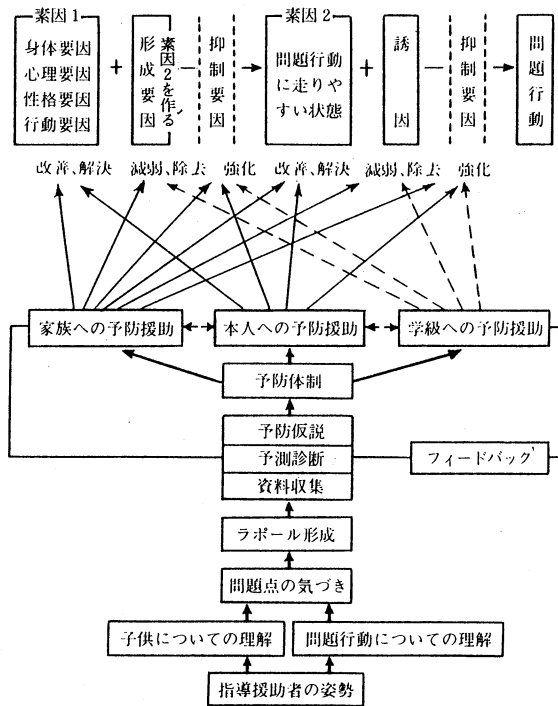 素因1
身体要因
心理要因
性格要因
行動要因
＋
素因2を作る
形成要因
－
抑制要因
→
素因2
問題行動
に走りや
すい状態
＋
誘因
－
抑制要因
→
問題行動
改善、解決
減弱、除去
強化
改善、解決
減弱、除去
強化
家族への予防援助
本人への予防援助
学級への予防援助
予防体制
予防仮説
予測診断
資料収集
フィードバック
ラポール形成
問題点の気づき
子供についての理解
問題行動についての理解
指導援助者の姿勢